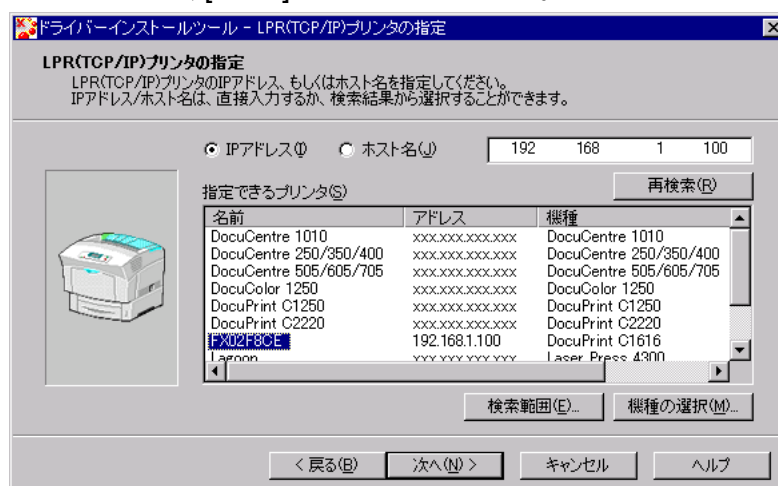 ドライバーインストールツール - LPR(TCP/IP)プリンタの指定
LPR(TCP/IP)プリンタの指定
LPR(TCP/IP)プリンタのIPアドレス、もしくはホスト名を指定してください。
IPアドレス/ホスト名は、直接入力するか、検索結果から選択することができます。
IPアドレス(I) ホスト名(J) 192 168 1 100
指定できるプリンタ(S) 再検索(R)
名前 アドレス 機種
DocuCentre 1010 xxx.xxx.xxx.xxx DocuCentre 1010
DocuCentre 250/350/400 xxx.xxx.xxx.xxx DocuCentre 250/350/400
DocuCentre 505/605/705 xxx.xxx.xxx.xxx DocuCentre 505/605/705
DocuColor 1250 xxx.xxx.xxx.xxx DocuColor 1250
DocuPrint C1250 xxx.xxx.xxx.xxx DocuPrint C1250
DocuPrint C2220 xxx.xxx.xxx.xxx DocuPrint C2220
FX02F8CE 192.168.1.100 DocuPrint C1616
Lagoon xxx.xxx.xxx.xxx Laser Press 4300
検索範囲(E)... 機種の選択(M)...
< 戻る(B) 次へ(N) > キャンセル ヘルプ